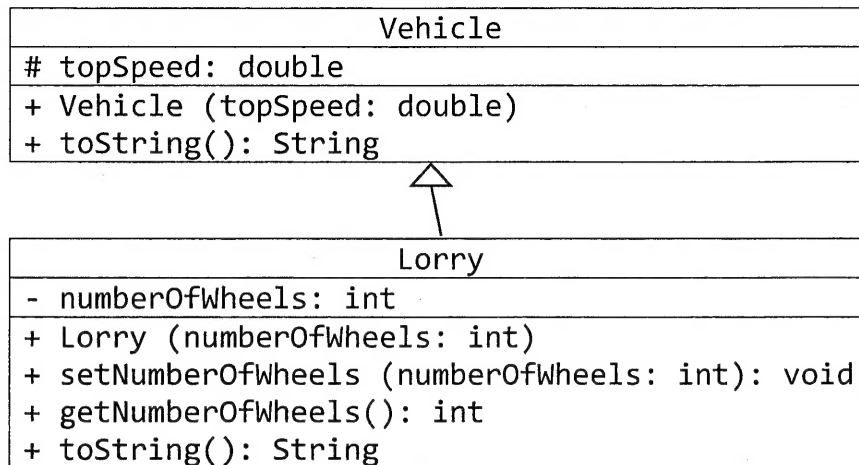 Vehicle
# topSpeed: double
+ Vehicle (topSpeed: double)
+ toString(): String
Lorry
- numberOfWheels: int
+ Lorry (numberOfWheels: int)
+ setNumberOfWheels (numberOfWheels: int): void
+ getNumberOfWheels(): int
+ toString(): String